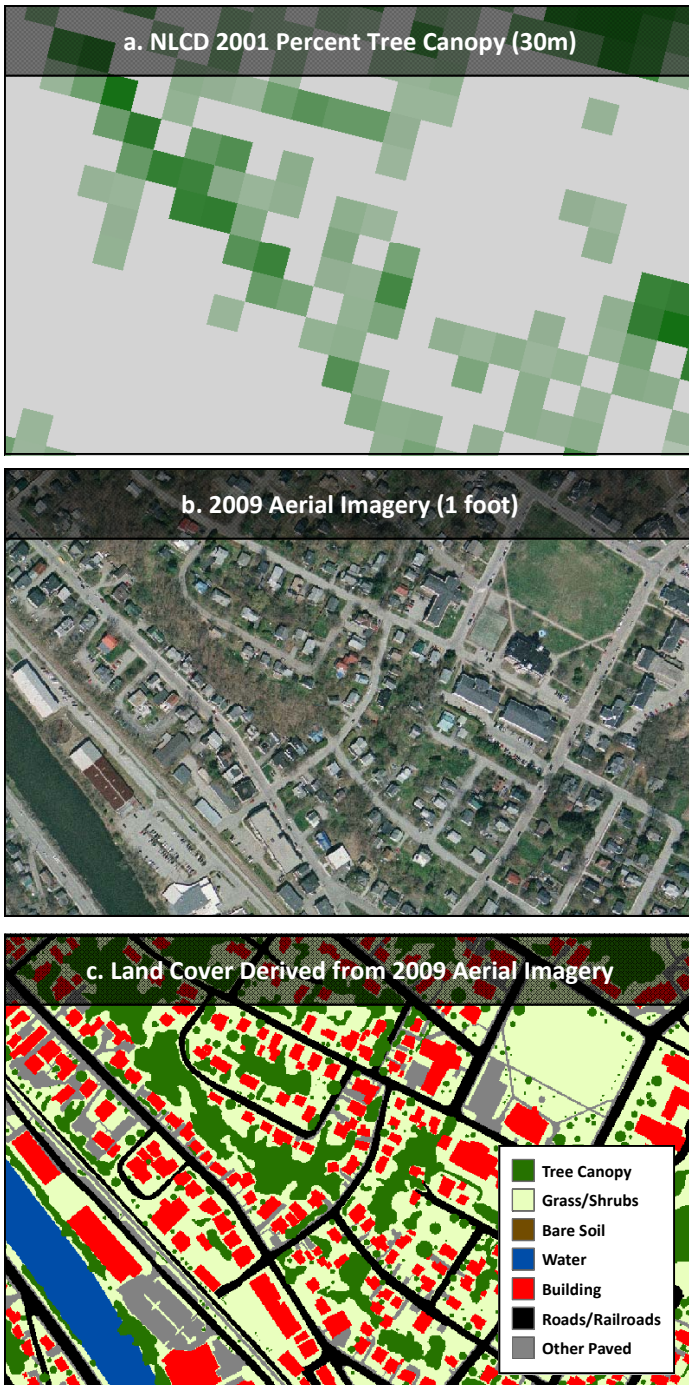 a. NLCD 2001 Percent Tree Canopy (30m)
b. 2009 Aerial Imagery (1 foot)
c. Land Cover Derived from 2009 Aerial Imagery
Tree Canopy
Grass/Shrubs
Bare Soil
Water
Building
Roads/Railroads
Other Paved